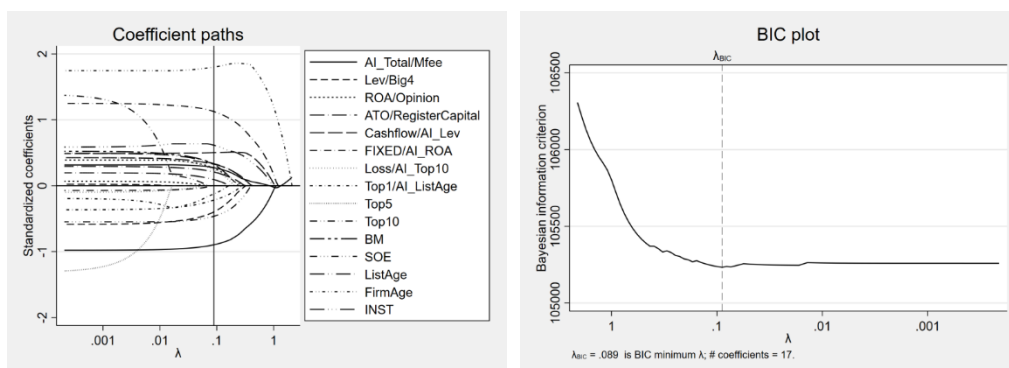 Coefficient paths
Standardized coefficients
2
1
0
-1
-2
.001
.01
.1
1
λ
AI_Total/Mfee
Lev/Big4
ROA/Opinion
ATO/RegisterCapital
Cashflow/AI_Lev
FIXED/AI_ROA
Loss/AI_Top10
Top1/AI_ListAge
Top5
Top10
BM
SOE
ListAge
FirmAge
INST
BIC plot
λBIC
Bayesian information criterion
106500
106000
105500
105000
1
.1
.01
.001
λ
λBIC = .089 is BIC minimum λ; # coefficients = 17.